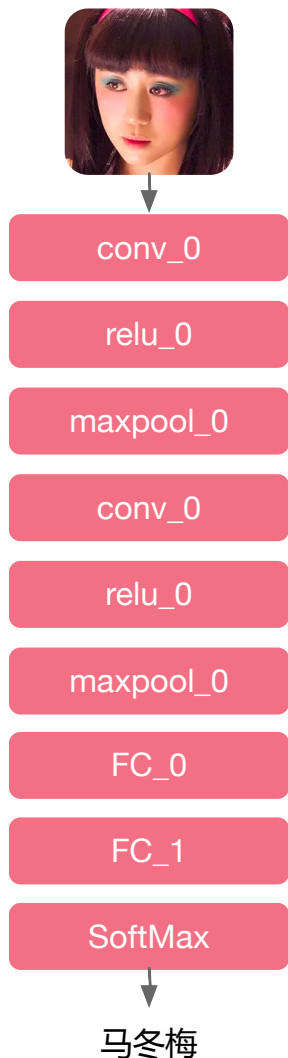 conv_0
relu_0
maxpool_0
conv_0
relu_0
maxpool_0
FC_0
FC_1
SoftMax
马冬梅